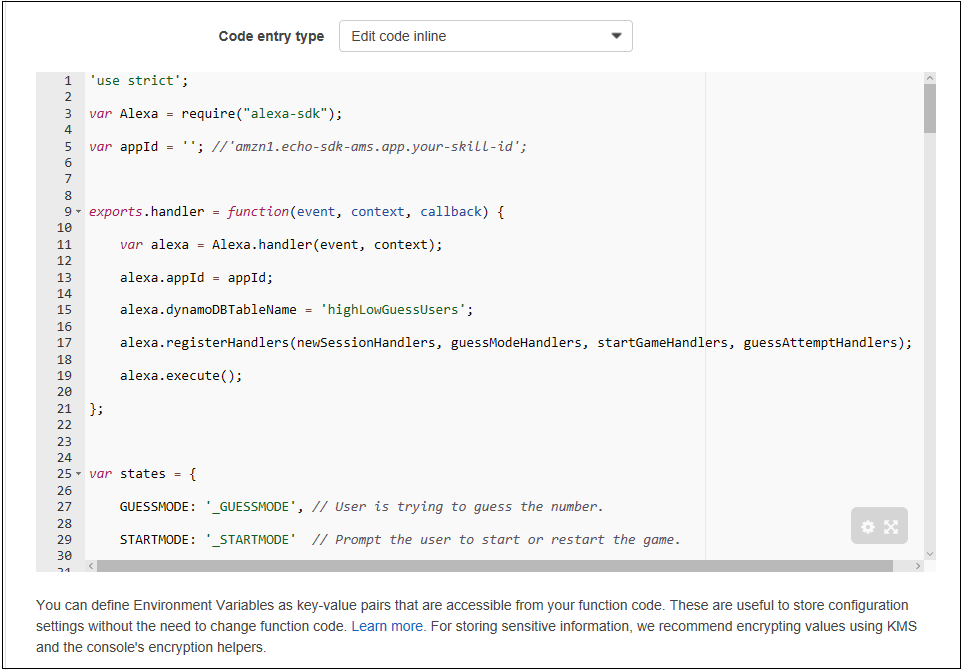 Code entry type Edit code inline
1 'use strict';
2
3 var Alexa = require("alexa-sdk");
4
5 var appId = ''; //'amzn1.echo-sdk-ams.app.your-skill-id';
6
7
8
9 exports.handler = function(event, context, callback) {
10
11 var alexa = Alexa.handler(event, context);
12
13 alexa.appId = appId;
14
15 alexa.dynamoDBTableName = 'highLowGuessUsers';
16
17 alexa.registerHandlers(newSessionHandlers, guessModeHandlers, startGameHandlers, guessAttemptHandlers);
18
19 alexa.execute();
20
21 };
22
23
24
25 var states = {
26
27 GUESSMODE: '_GUESSMODE', // User is trying to guess the number.
28
29 STARTMODE: '_STARTMODE' // Prompt the user to start or restart the game.
30
31
You can define Environment Variables as key-value pairs that are accessible from your function code. These are useful to store configuration
settings without the need to change function code. Learn more. For storing sensitive information, we recommend encrypting values using KMS
and the console's encryption helpers.